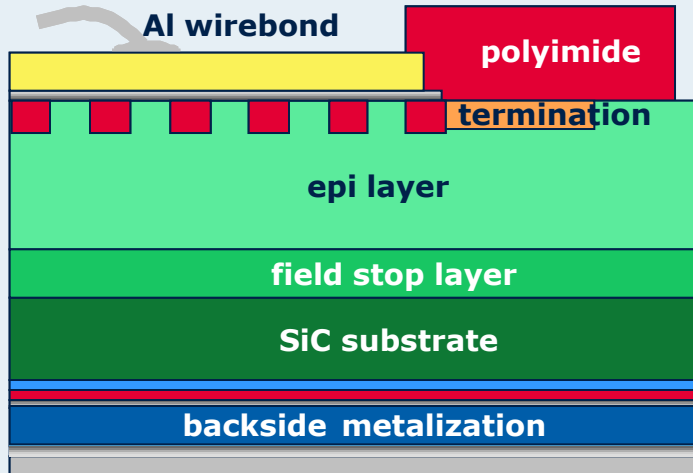 Al wirebond
polyimide
termination
epi layer
field stop layer
SiC substrate
backside metalization